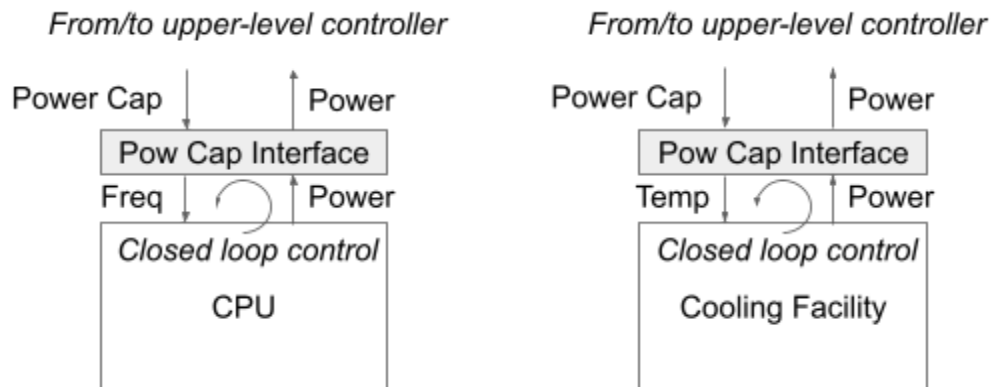 From/to upper-level controller
Power Cap
Power
Pow Cap Interface
Freq
Power
Closed loop control
CPU
From/to upper-level controller
Power Cap
Power
Pow Cap Interface
Temp
Power
Closed loop control
Cooling Facility